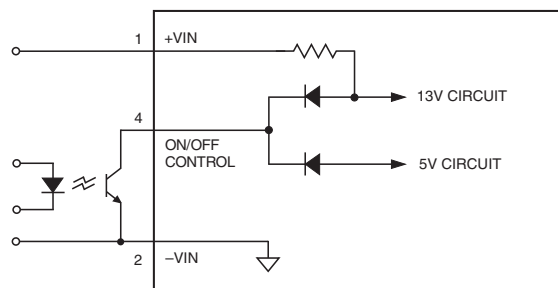 1 +VIN
13V CIRCUIT
4
ON/OFF
CONTROL
5V CIRCUIT
2 –VIN